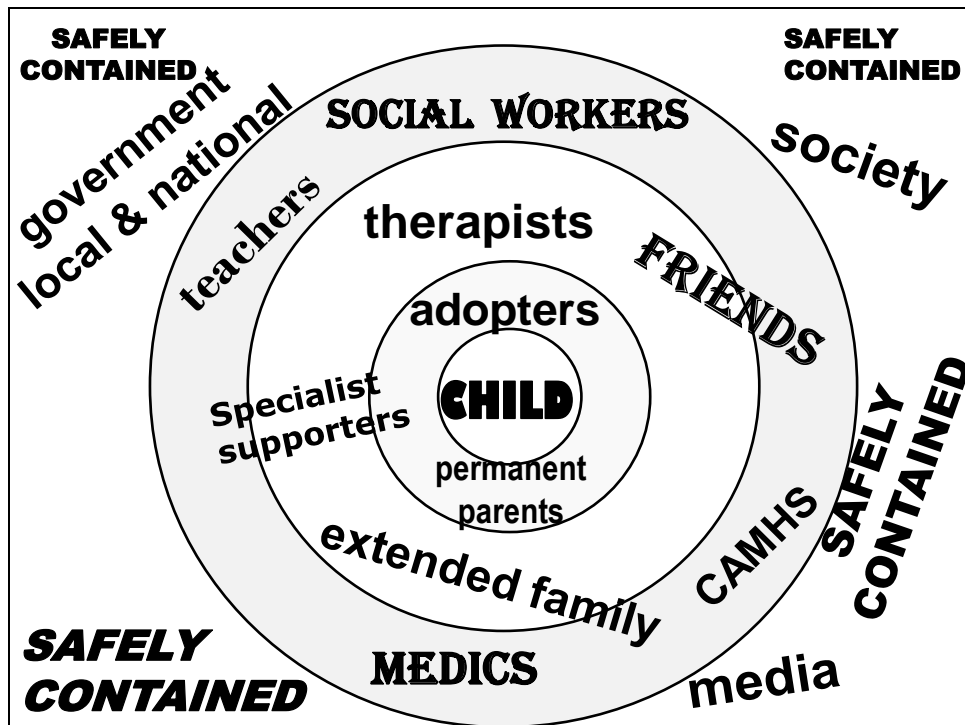 SAFELY
CONTAINED
SAFELY
CONTAINED
government
local & national
society
SOCIAL WORKERS
teachers
therapists
FRIENDS
adopters
CHILD
Specialist
supporters
permanent
parents
extended family
CAMHS
SAFELY
CONTAINED
SAFELY
CONTAINED
MEDICS
media